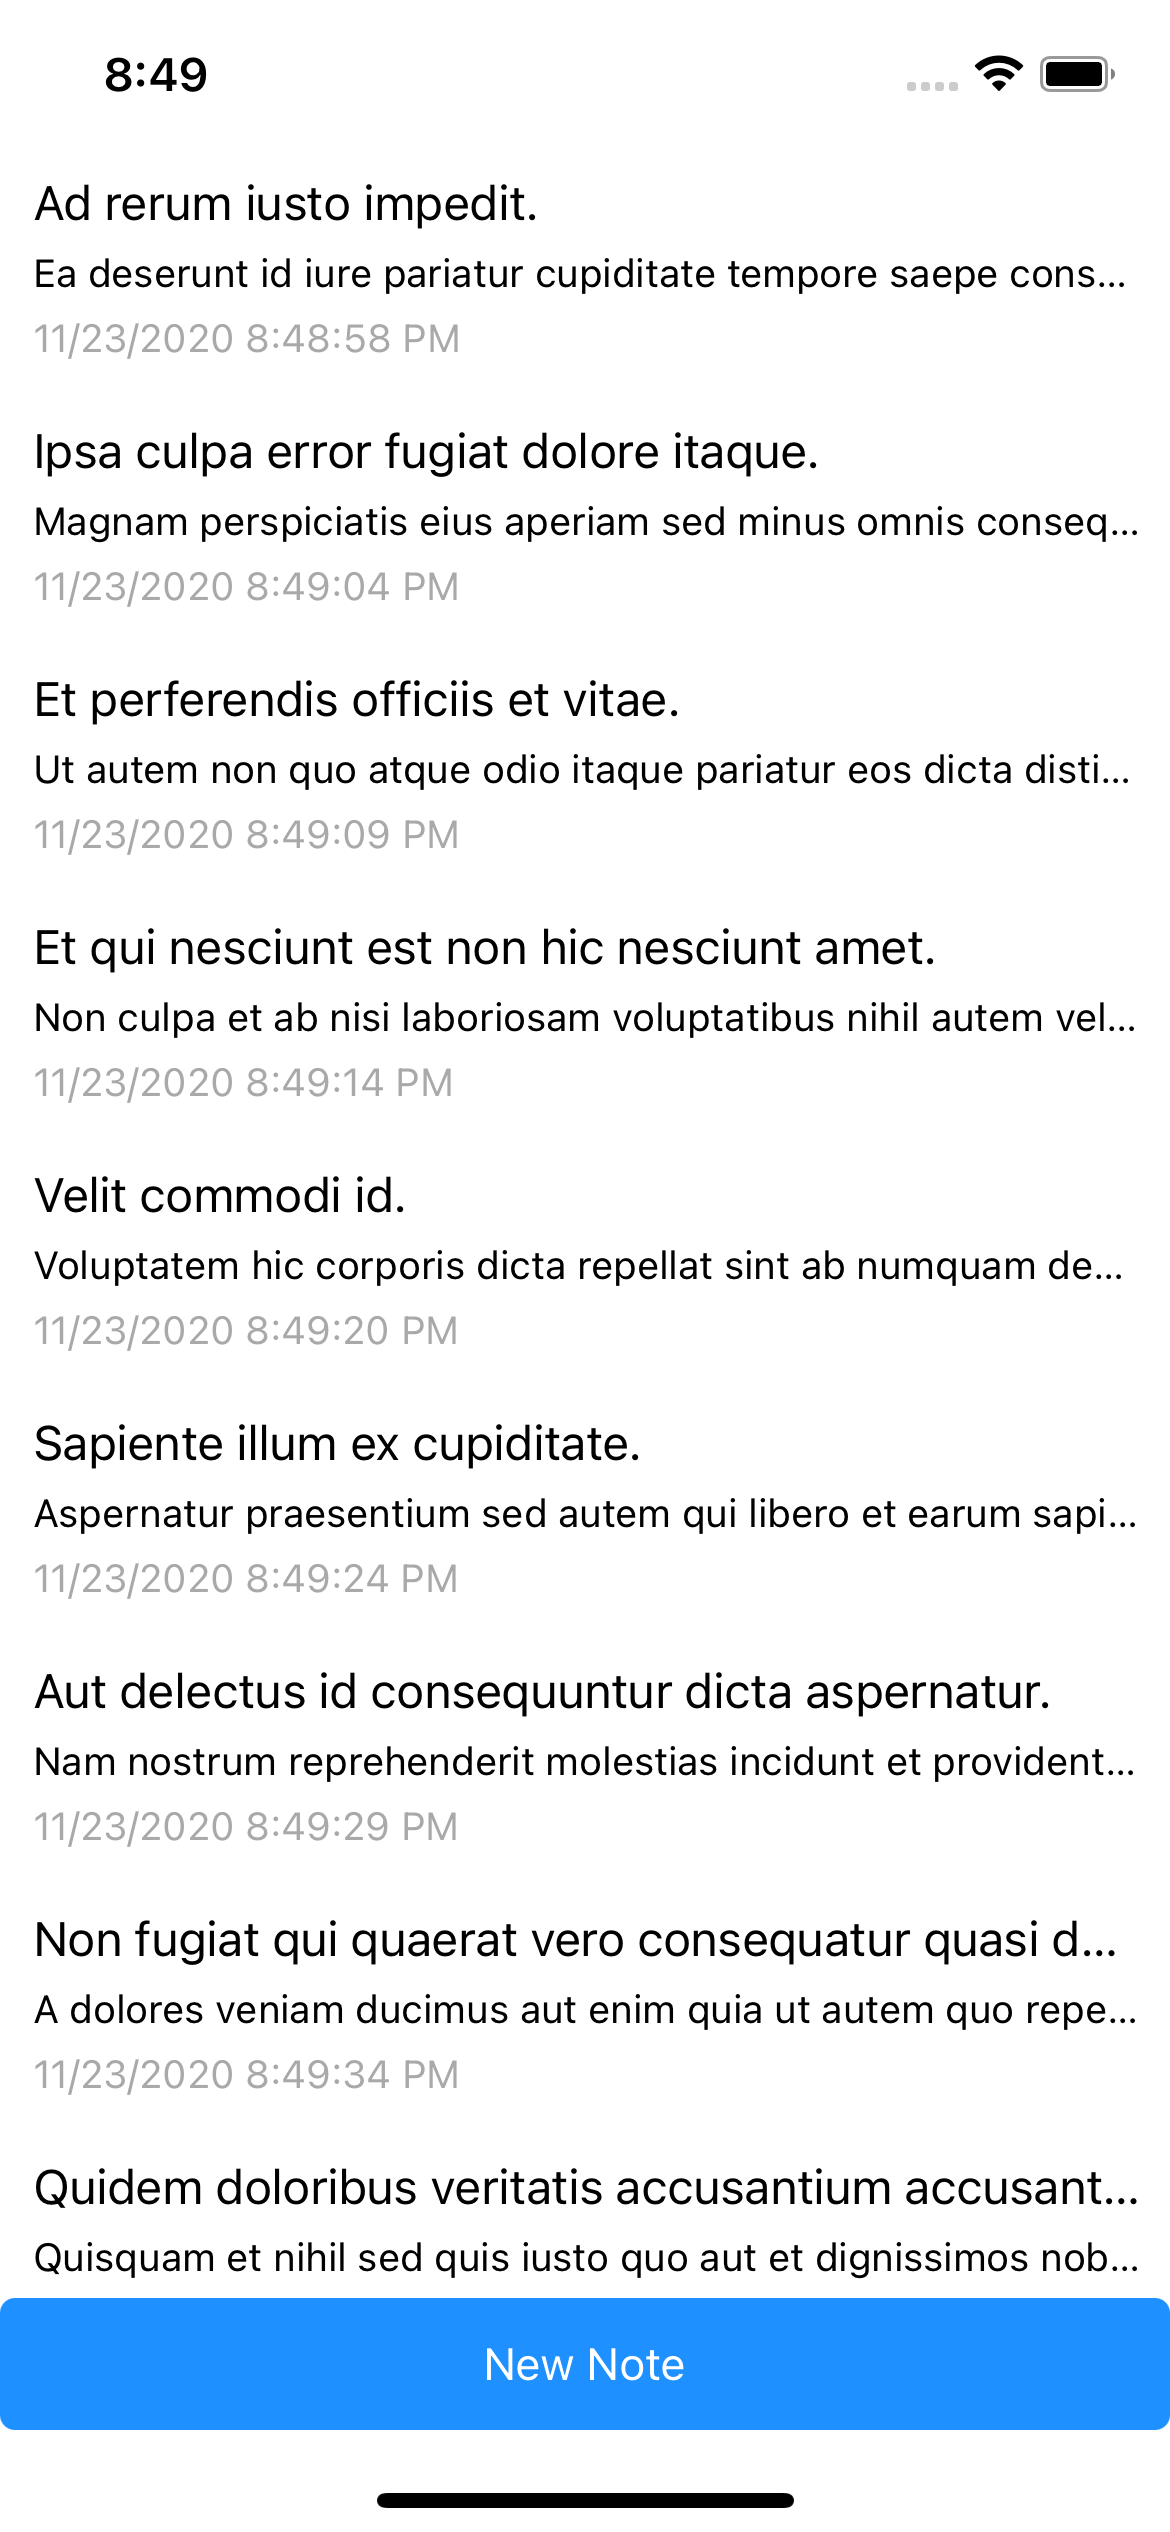 8:49
Ad rerum iusto impedit.
Ea deserunt id iure pariatur cupiditate tempore saepe cons...
11/23/2020 8:48:58 PM
Ipsa culpa error fugiat dolore itaque.
Magnam perspiciatis eius aperiam sed minus omnis conseq...
11/23/2020 8:49:04 PM
Et perferendis officiis et vitae.
Ut autem non quo atque odio itaque pariatur eos dicta disti...
11/23/2020 8:49:09 PM
Et qui nesciunt est non hic nesciunt amet.
Non culpa et ab nisi laboriosam voluptatibus nihil autem vel...
11/23/2020 8:49:14 PM
Velit commodi id.
Voluptatem hic corporis dicta repellat sint ab numquam de...
11/23/2020 8:49:20 PM
Sapiente illum ex cupiditate.
Aspernatur praesentium sed autem qui libero et earum sapi...
11/23/2020 8:49:24 PM
Aut delectus id consequuntur dicta aspernatur.
Nam nostrum reprehenderit molestias incidunt et provident...
11/23/2020 8:49:29 PM
Non fugiat qui quaerat vero consequatur quasi d...
A dolores veniam ducimus aut enim quia ut autem quo repe...
11/23/2020 8:49:34 PM
Quidem doloribus veritatis accusantium accusant...
Quisquam et nihil sed quis iusto quo aut et dignissimos nob...
New Note